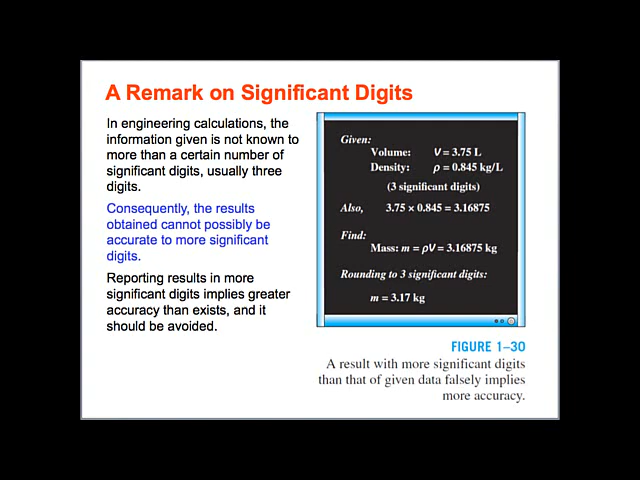 A Remark on Significant Digits
In engineering calculations, the
information given is not known to
more than a certain number of
significant digits, usually three
digits.
Consequently, the results
obtained cannot possibly be
accurate to more significant
digits.
Reporting results in more
significant digits implies greater
accuracy than exists, and it
should be avoided.
Given:
Volume: V = 3.75 L
Density: ρ = 0.845 kg/L
(3 significant digits)
Also, 3.75 × 0.845 = 3.16875
Find:
Mass: m = ρV = 3.16875 kg
Rounding to 3 significant digits:
m = 3.17 kg
FIGURE 1–30
A result with more significant digits
than that of given data falsely implies
more accuracy.